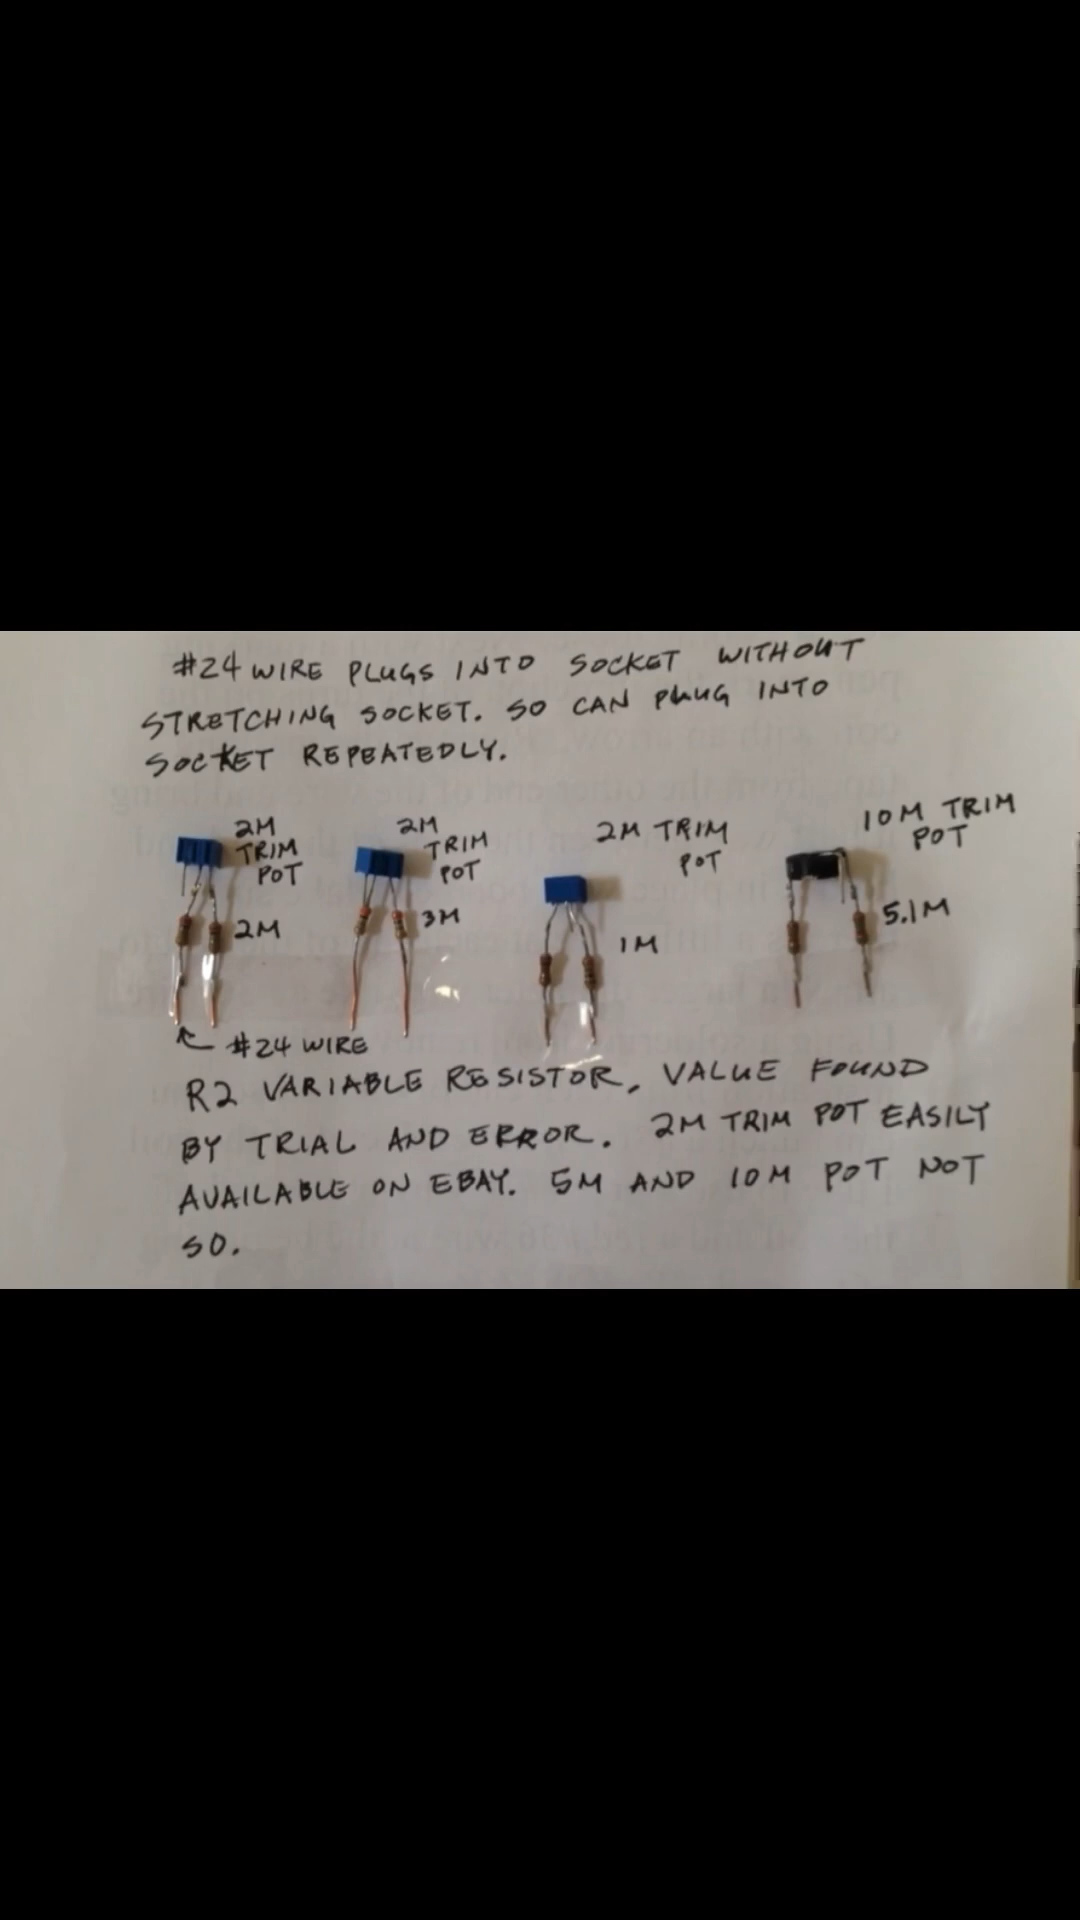 #24 WIRE PLUGS INTO SOCKET WITHOUT
STRETCHING SOCKET. SO CAN PLUG INTO
SOCKET REPEATEDLY.
2M
TRIM
POT
2M
2M
TRIM
POT
3M
2M TRIM
POT
1M
10M TRIM
POT
5.1M
#24 WIRE
R2 VARIABLE RESISTOR, VALUE FOUND
BY TRIAL AND ERROR. 2M TRIM POT EASILY
AVAILABLE ON EBAY. 5M AND 10M POT NOT
SO.